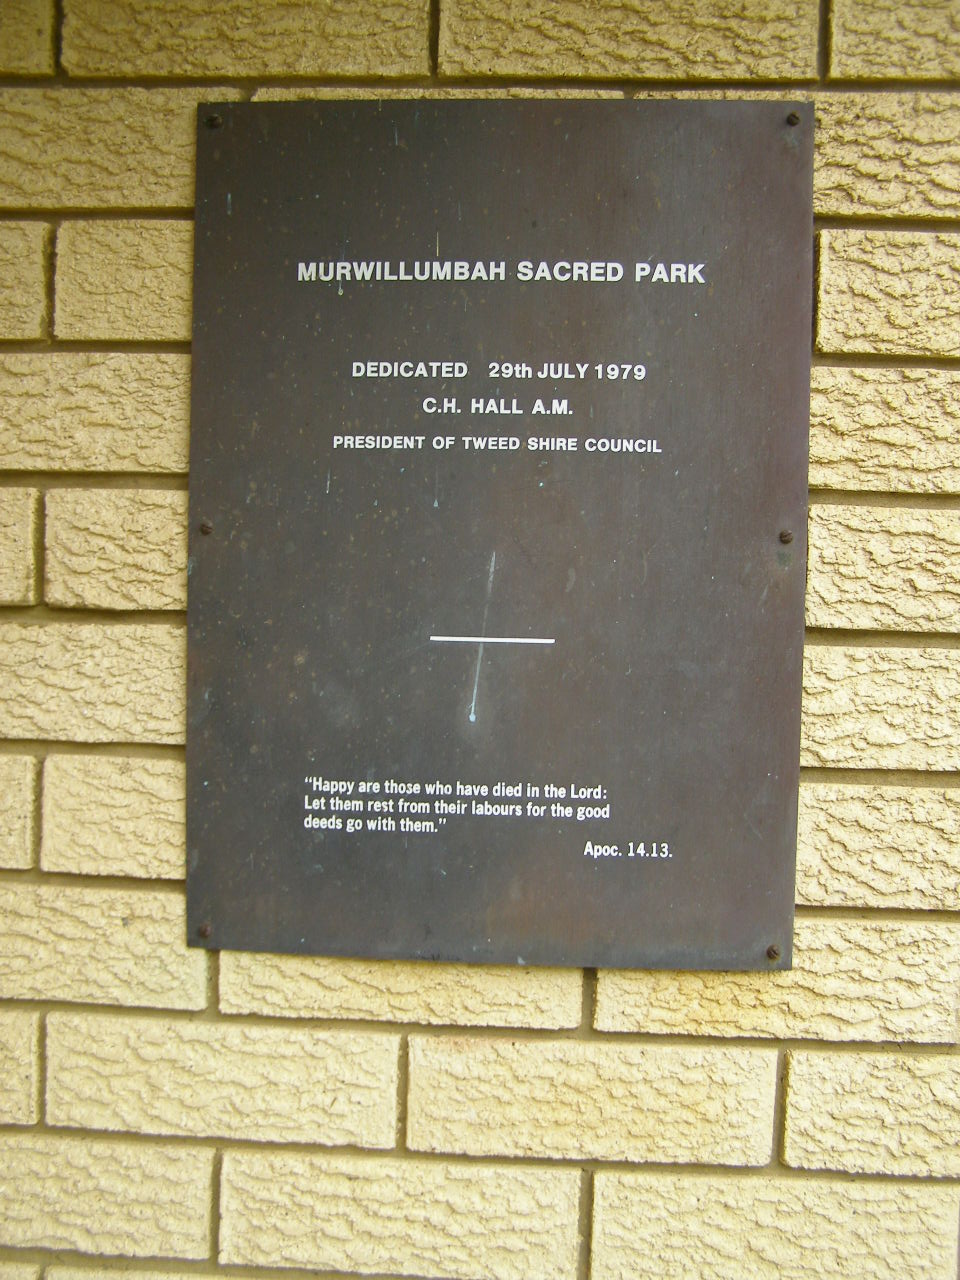 MURWILLUMBAH SACRED PARK
DEDICATED 29th JULY 1979
C.H. HALL A.M.
PRESIDENT OF TWEED SHIRE COUNCIL
“Happy are those who have died in the Lord:
Let them rest from their labours for the good
deeds go with them.”
Apoc. 14.13.